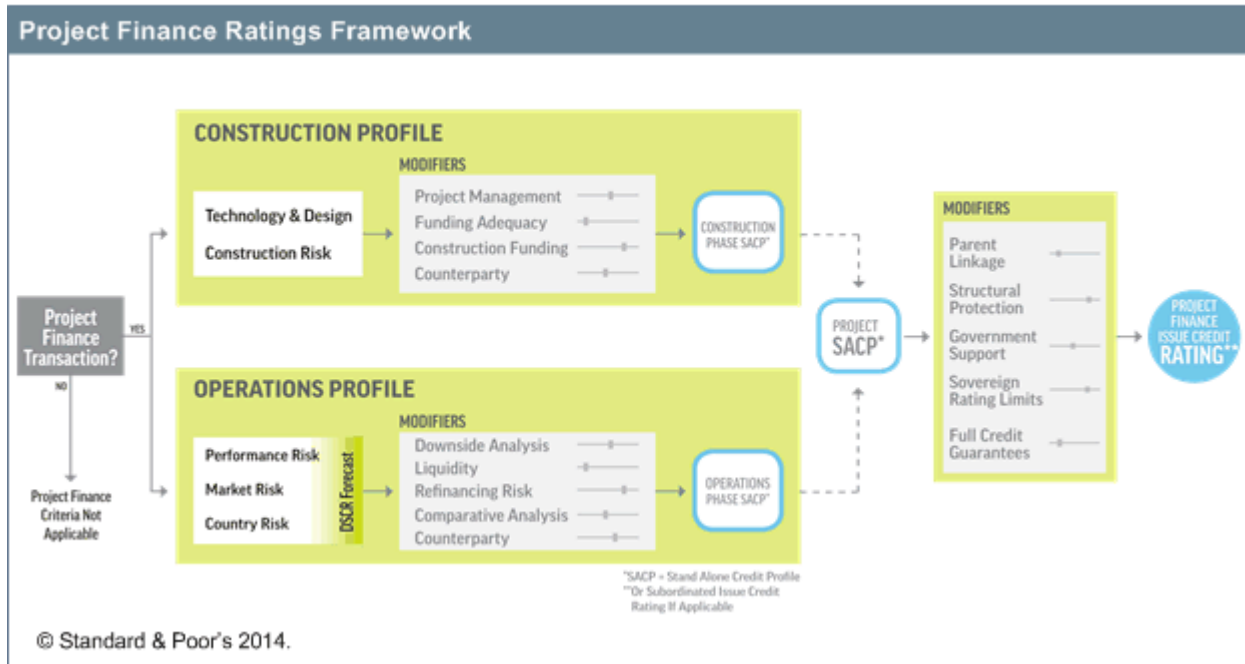 Project Finance Ratings Framework
CONSTRUCTION PROFILE
MODIFIERS
Technology & Design
Construction Risk
Project Management
Funding Adequacy
Construction Funding
Counterparty
CONSTRUCTION
PHASE SACP*
Project
Finance
Transaction?
YES
NO
Project Finance
Criteria Not
Applicable
OPERATIONS PROFILE
MODIFIERS
Performance Risk
Market Risk
Country Risk
DSCR Forecast
Downside Analysis
Liquidity
Refinancing Risk
Comparative Analysis
Counterparty
OPERATIONS
PHASE SACP*
PROJECT
SACP*
MODIFIERS
Parent
Linkage
Structural
Protection
Government
Support
Sovereign
Rating Limits
Full Credit
Guarantees
PROJECT
FINANCE
ISSUE CREDIT
RATING**
*SACP = Stand Alone Credit Profile
**Or Subordinated Issue Credit
Rating If Applicable
© Standard & Poor's 2014.